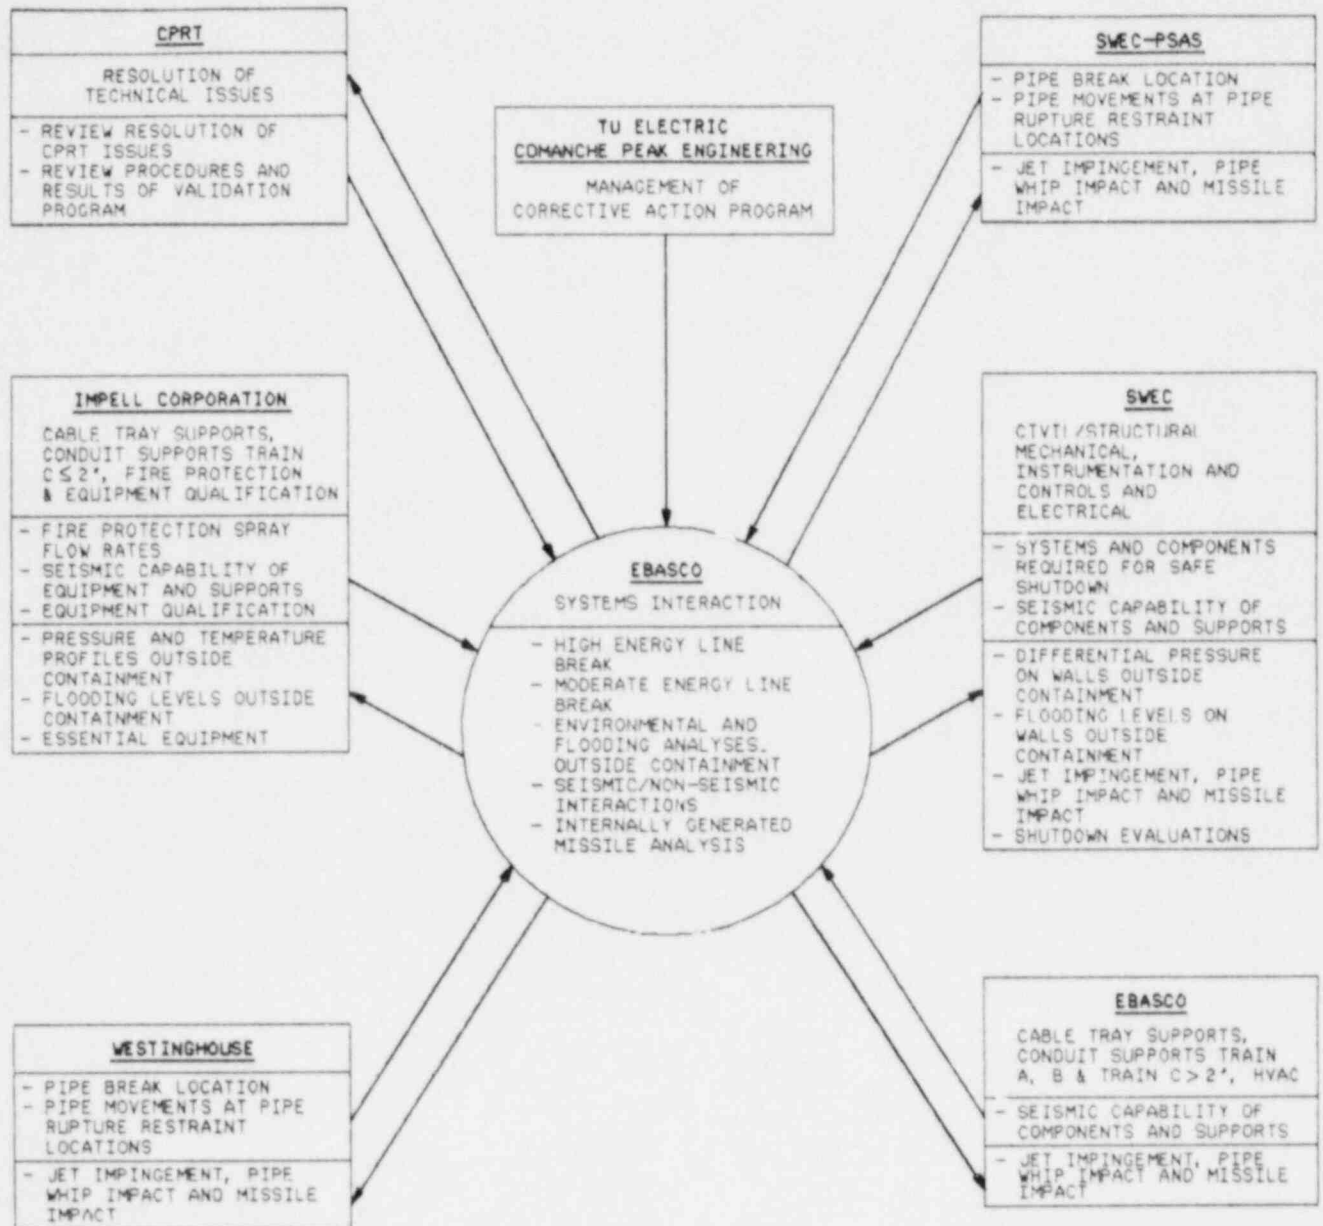 CPRT
RESOLUTION OF
TECHNICAL ISSUES
- REVIEW RESOLUTION OF
CPRT ISSUES
- REVIEW PROCEDURES AND
RESULTS OF VALIDATION
PROGRAM
TU ELECTRIC
COMANCHE PEAK ENGINEERING
MANAGEMENT OF
CORRECTIVE ACTION PROGRAM
SWEC-PSAS
- PIPE BREAK LOCATION
- PIPE MOVEMENTS AT PIPE
RUPTURE RESTRAINT
LOCATIONS
- JET IMPINGEMENT, PIPE
WHIP IMPACT AND MISSILE
IMPACT
IMPELL CORPORATION
CABLE TRAY SUPPORTS,
CONDUIT SUPPORTS TRAIN
C ≤ 2", FIRE PROTECTION
& EQUIPMENT QUALIFICATION
- FIRE PROTECTION SPRAY
FLOW RATES
- SEISMIC CAPABILITY OF
EQUIPMENT AND SUPPORTS
- EQUIPMENT QUALIFICATION
- PRESSURE AND TEMPERATURE
PROFILES OUTSIDE
CONTAINMENT
- FLOODING LEVELS OUTSIDE
CONTAINMENT
- ESSENTIAL EQUIPMENT
EBASCO
SYSTEMS INTERACTION
- HIGH ENERGY LINE
BREAK
- MODERATE ENERGY LINE
BREAK
- ENVIRONMENTAL AND
FLOODING ANALYSES.
OUTSIDE CONTAINMENT
- SEISMIC/NON-SEISMIC
INTERACTIONS
- INTERNALLY GENERATED
MISSILE ANALYSIS
SWEC
CIVIL/STRUCTURAL
MECHANICAL,
INSTRUMENTATION AND
CONTROLS AND
ELECTRICAL
- SYSTEMS AND COMPONENTS
REQUIRED FOR SAFE
SHUTDOWN
- SEISMIC CAPABILITY OF
COMPONENTS AND SUPPORTS
- DIFFERENTIAL PRESSURE
ON WALLS OUTSIDE
CONTAINMENT
- FLOODING LEVELS ON
WALLS OUTSIDE
CONTAINMENT
- JET IMPINGEMENT, PIPE
WHIP IMPACT AND MISSILE
IMPACT
- SHUTDOWN EVALUATIONS
WESTINGHOUSE
- PIPE BREAK LOCATION
- PIPE MOVEMENTS AT PIPE
RUPTURE RESTRAINT
LOCATIONS
- JET IMPINGEMENT, PIPE
WHIP IMPACT AND MISSILE
IMPACT
EBASCO
CABLE TRAY SUPPORTS,
CONDUIT SUPPORTS TRAIN
A, B & TRAIN C > 2", HVAC
- SEISMIC CAPABILITY OF
COMPONENTS AND SUPPORTS
- JET IMPINGEMENT, PIPE
WHIP IMPACT AND MISSILE
IMPACT